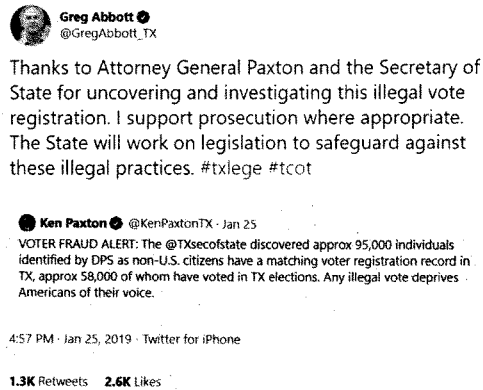 Greg Abbott
@GregAbbott_TX
Thanks to Attorney General Paxton and the Secretary of
State for uncovering and investigating this illegal vote
registration. I support prosecution where appropriate.
The State will work on legislation to safeguard against
these illegal practices. #txlege #tcot
Ken Paxton @KenPaxtonTX · Jan 25
VOTER FRAUD ALERT: The @TXsecofstate discovered approx 95,000 individuals
identified by DPS as non-U.S. citizens have a matching voter registration record in
TX, approx 58,000 of whom have voted in TX elections. Any illegal vote deprives
Americans of their voice.
4:57 PM · Jan 25, 2019 · Twitter for iPhone
1.3K Retweets 2.6K Likes